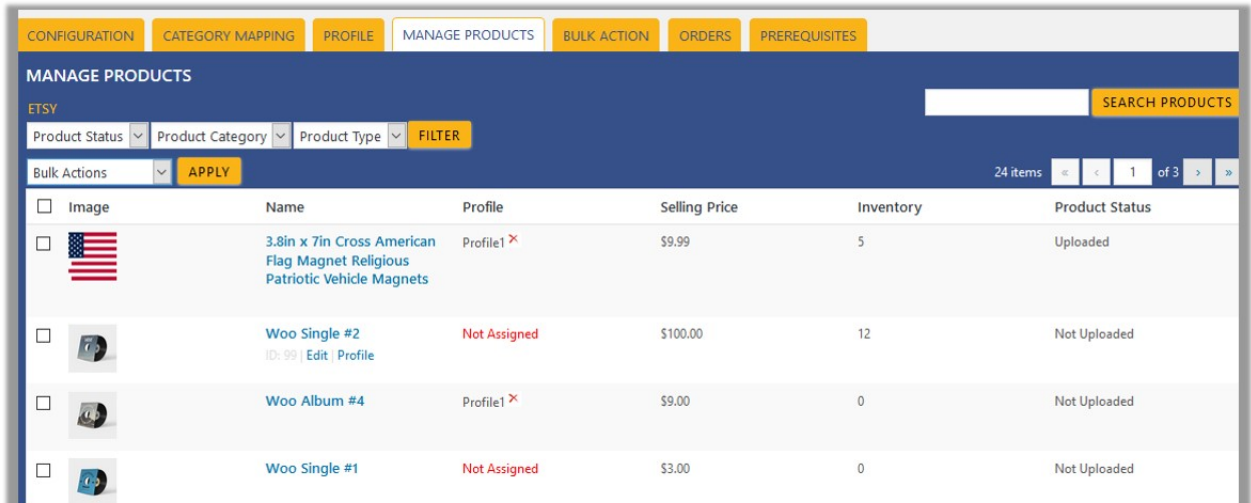 CONFIGURATION CATEGORY MAPPING PROFILE MANAGE PRODUCTS BULK ACTION ORDERS PREREQUISITES
MANAGE PRODUCTS
ETSY
SEARCH PRODUCTS
Product Status Product Category Product Type FILTER
Bulk Actions APPLY 24 items « ‹ 1 of 3 › »
Image Name Profile Selling Price Inventory Product Status
3.8in x 7in Cross American Profile1 $9.99 5 Uploaded
Flag Magnet Religious
Patriotic Vehicle Magnets
Woo Single #2 Not Assigned $100.00 12 Not Uploaded
ID: 99 | Edit | Profile
Woo Album #4 Profile1 $9.00 0 Not Uploaded
Woo Single #1 Not Assigned $3.00 0 Not Uploaded